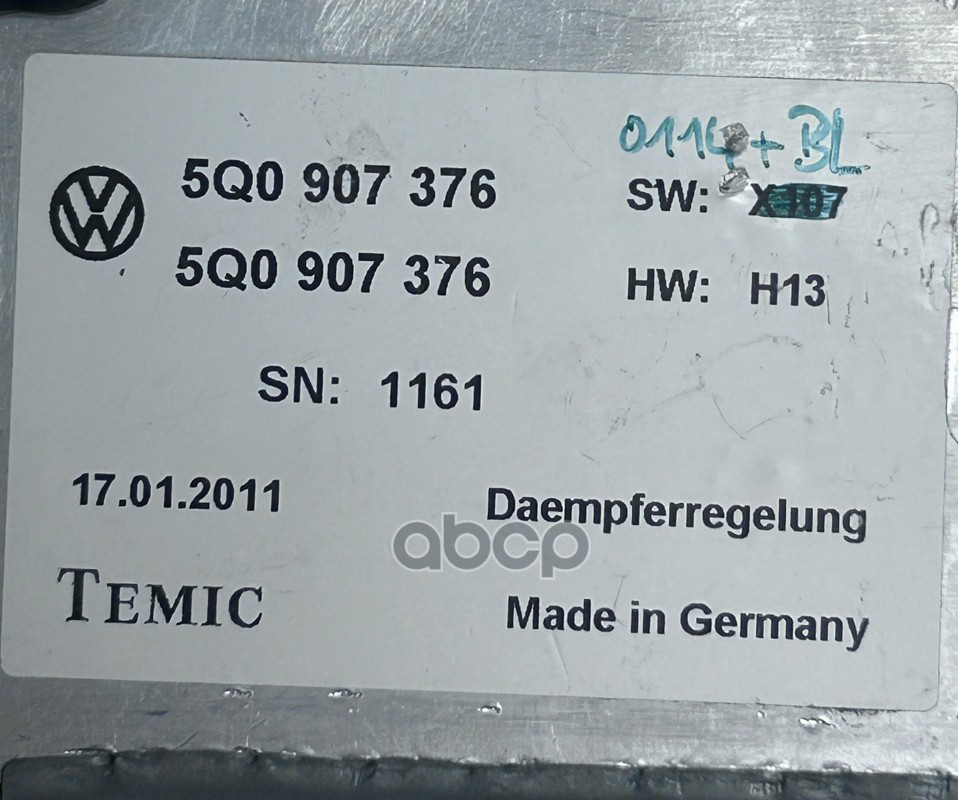 0114 + BL
5Q0 907 376
SW: X107
5Q0 907 376
HW: H13
SN: 1161
17.01.2011
Daempferregelung
abcp
TEMIC
Made in Germany